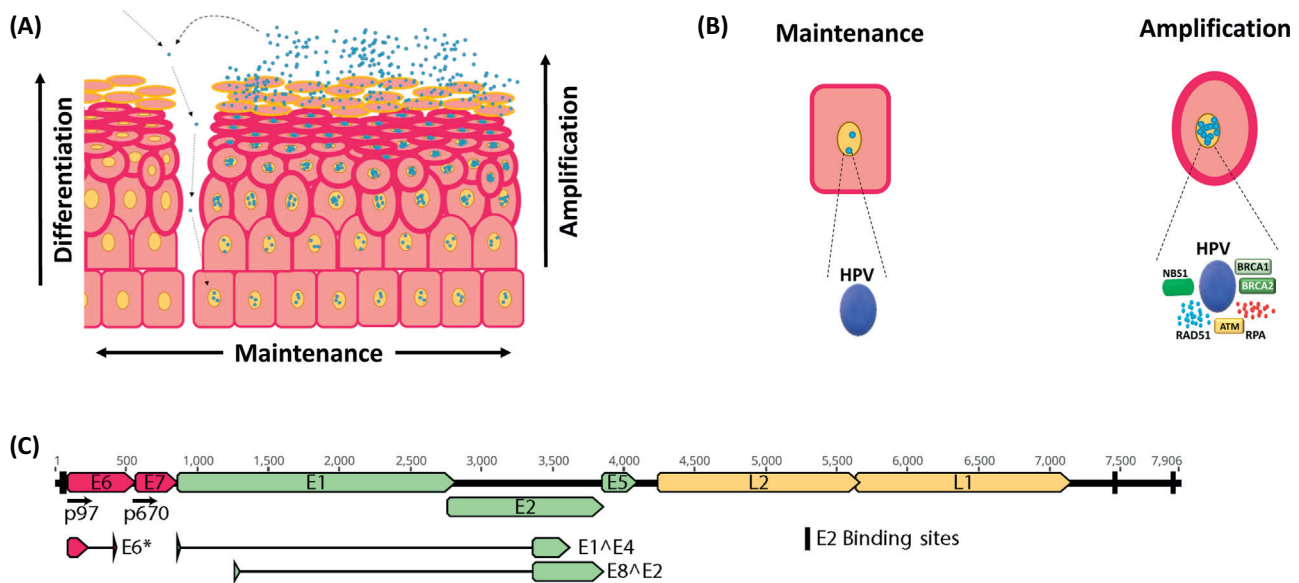 (A)
Differentiation
Amplification
Maintenance
(B)
Maintenance
Amplification
HPV
HPV
NBS1
BRCA1
BRCA2
RAD51
ATM
RPA
(C)
1 500 1,000 1,500 2,000 2,500 3,000 3,500 4,000 4,500 5,000 5,500 6,000 6,500 7,000 7,500 7,906
E6 E7 E1 E5 L2 L1
E2
p97 p670
E6* E1^E4
E2 Binding sites
E8^E2